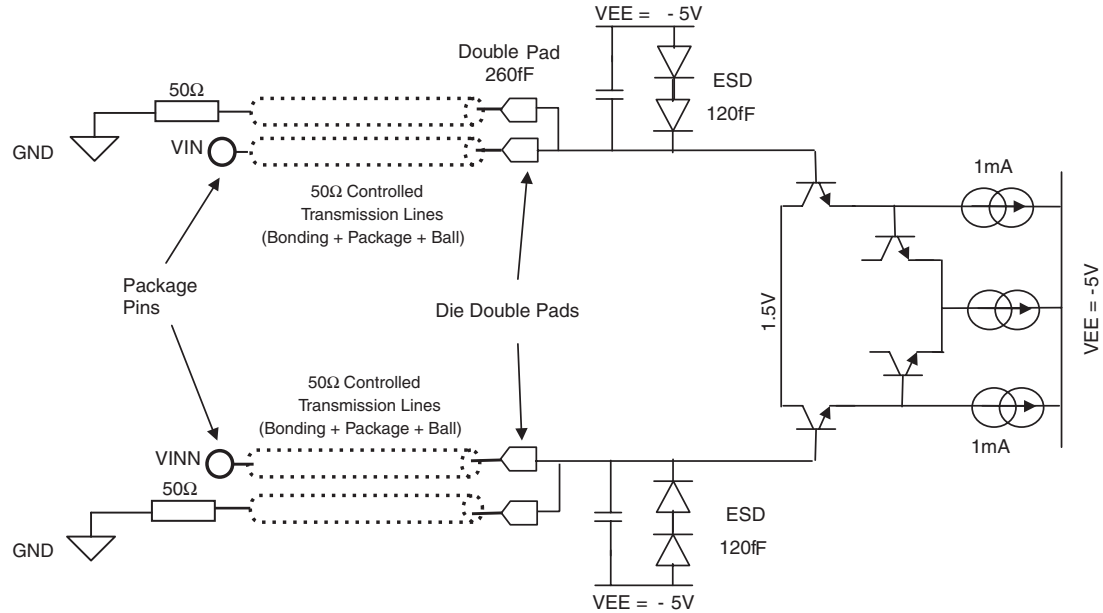 VEE = - 5V
Double Pad
260fF
ESD
120fF
50Ω
GND
VIN
1mA
50Ω Controlled
Transmission Lines
(Bonding + Package + Ball)
Package
Pins
Die Double Pads
1.5V
VEE = -5V
50Ω Controlled
Transmission Lines
(Bonding + Package + Ball)
VINN
1mA
50Ω
ESD
120fF
GND
VEE = - 5V